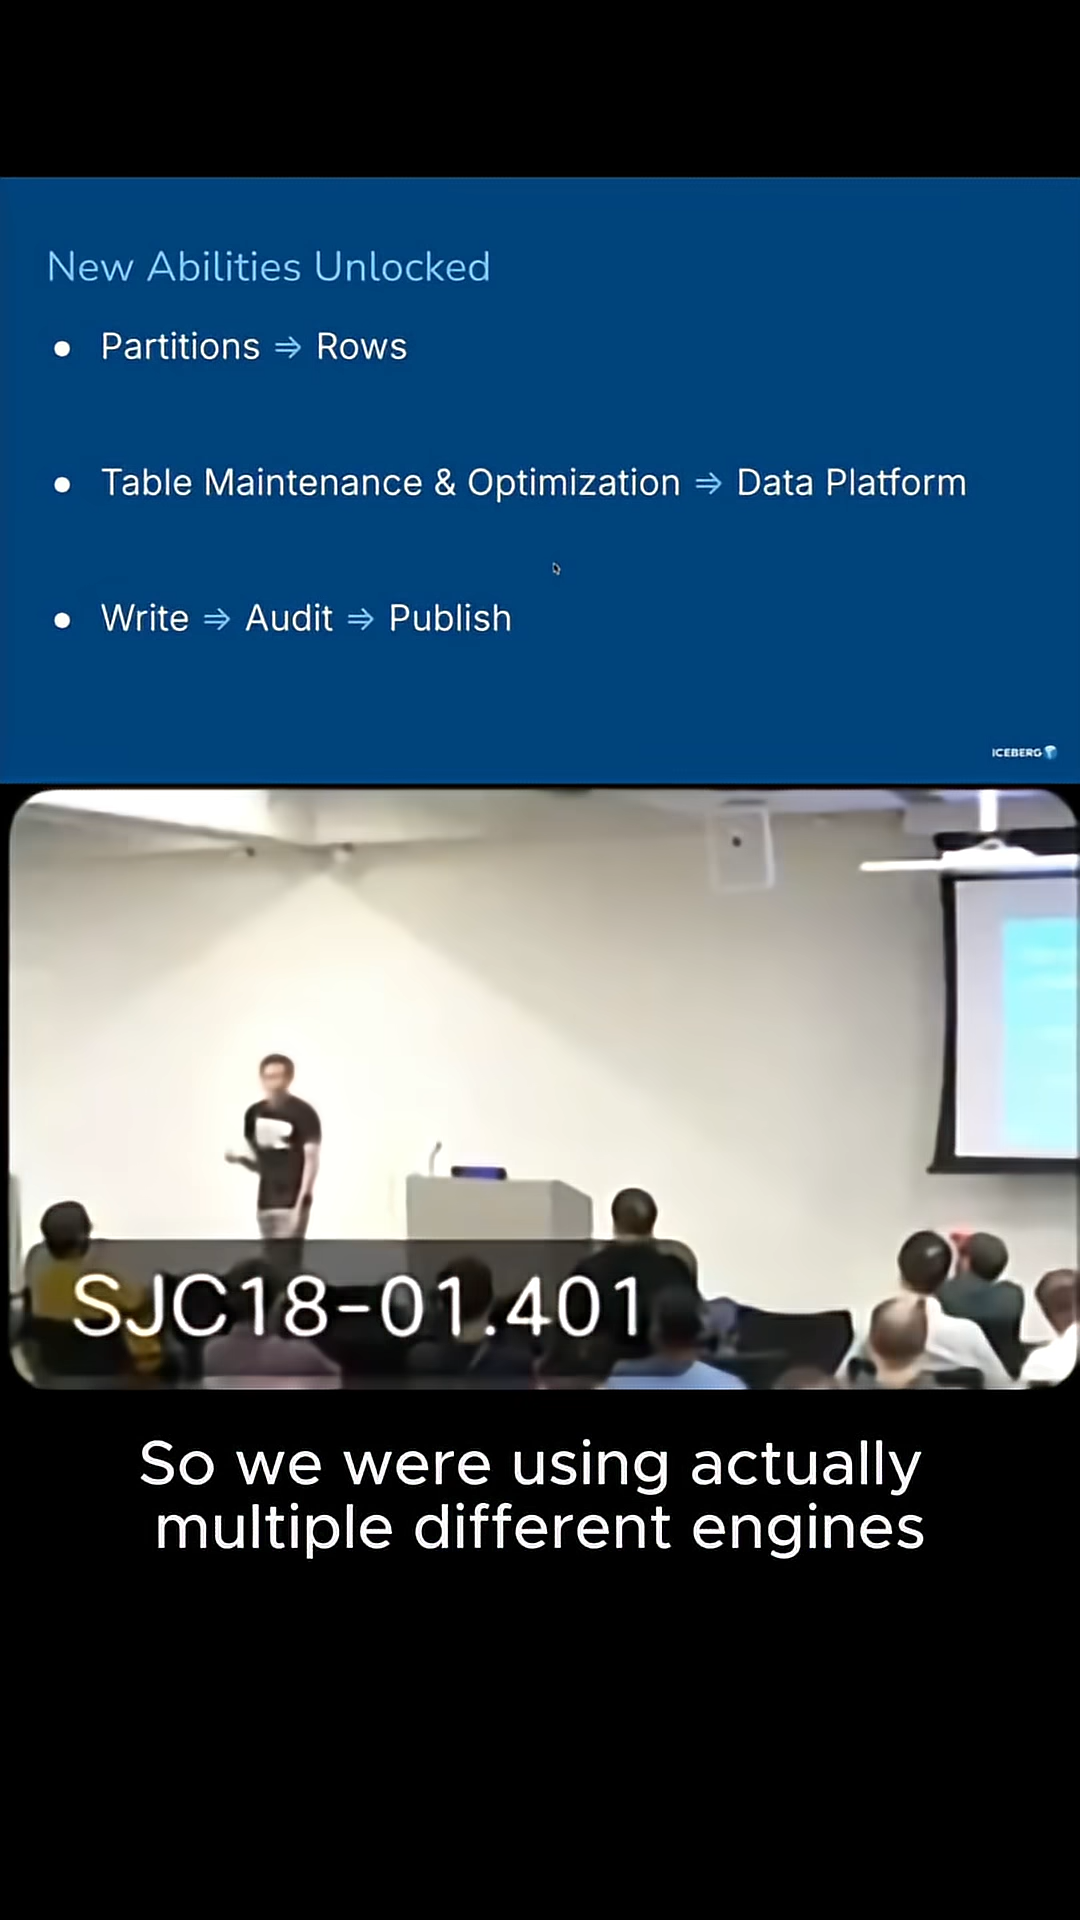 New Abilities Unlocked
● Partitions ⇒ Rows
● Table Maintenance & Optimization ⇒ Data Platform
● Write ⇒ Audit ⇒ Publish
ICEBERG
SJC18-01.401
So we were using actually
multiple different engines